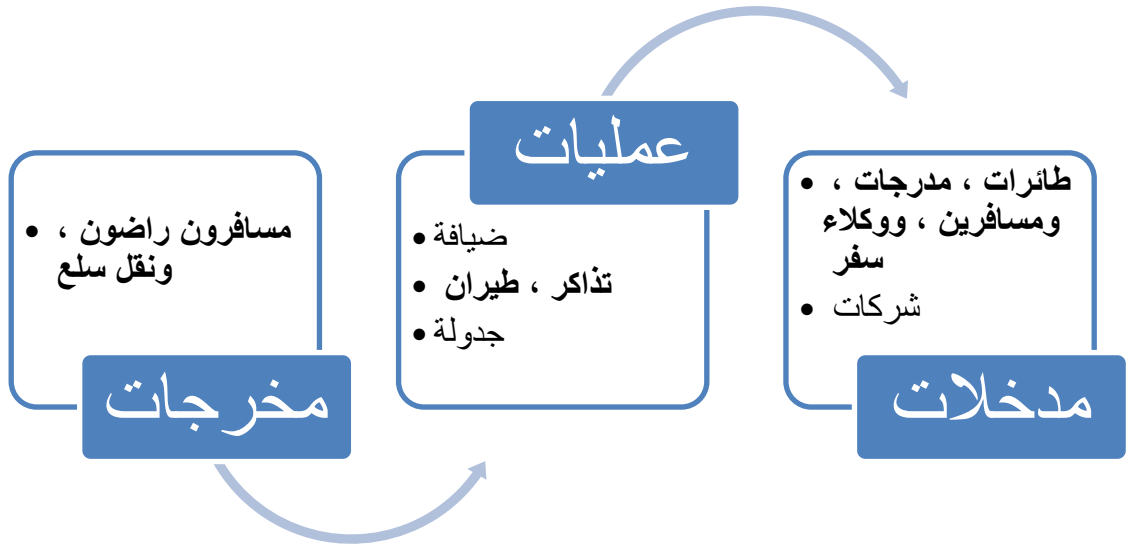 طائرات ، مدرجات ،
ومسافرين ، ووكلاء
سفر
شركات
مدخلات
عمليات
ضيافة
تذاكر ، طيران
جدولة
مسافرون راضون ،
ونقل سلع
مخرجات